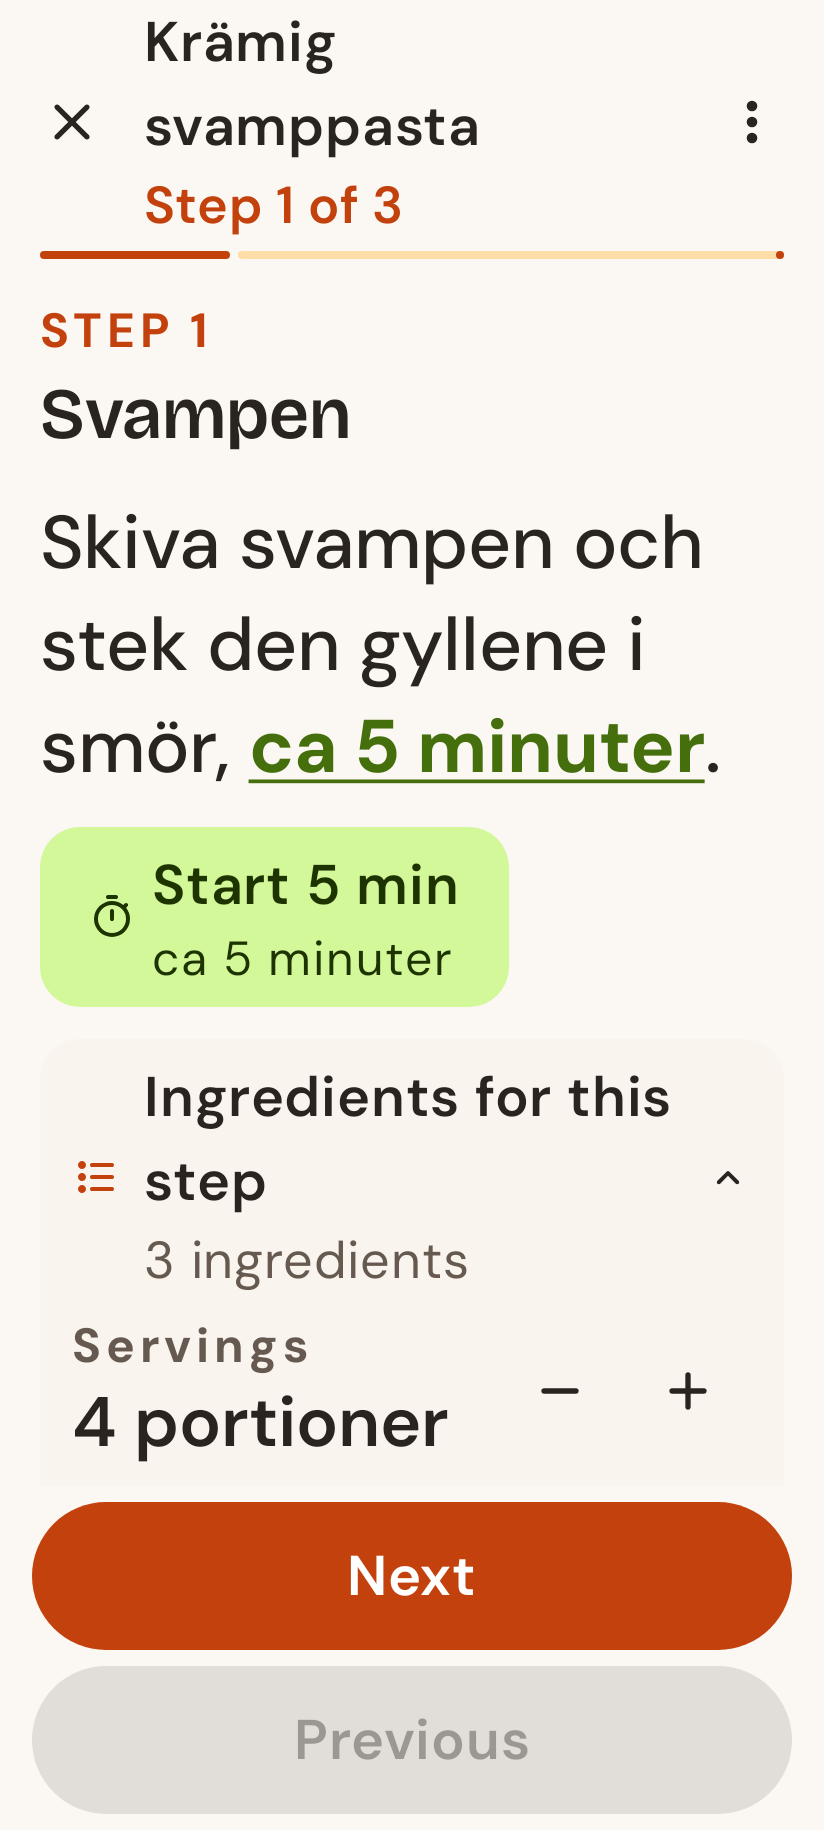 Krämig
svamppasta
Step 1 of 3
STEP 1
Svampen
Skiva svampen och
stek den gyllene i
smör, ca 5 minuter.
Start 5 min
ca 5 minuter
Ingredients for this
step
3 ingredients
Servings
4 portioner
Next
Previous